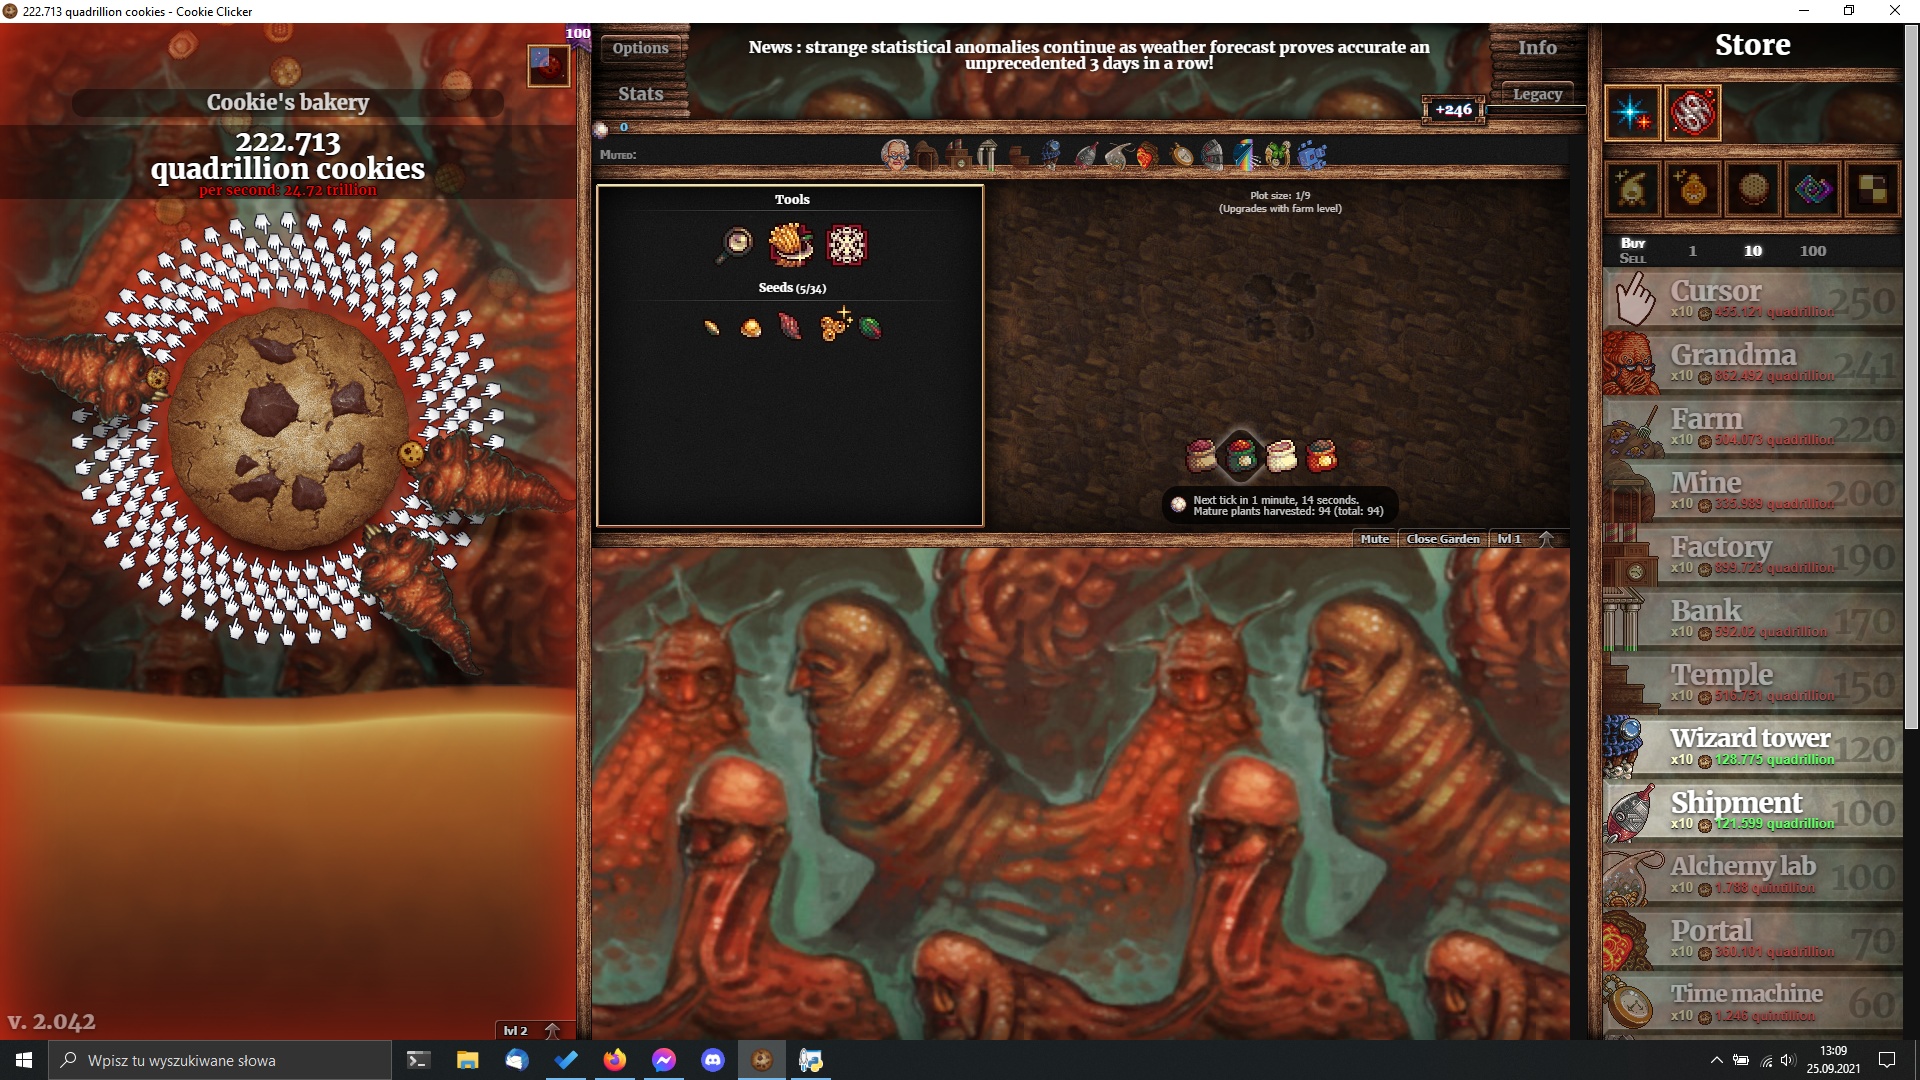 222.713 quadrillion cookies - Cookie Clicker
100
Cookie's bakery
222.713
quadrillion cookies
per second: 24.72 trillion
v. 2.042
lvl 2
Options
Stats
News : strange statistical anomalies continue as weather forecast proves accurate an
unprecedented 3 days in a row!
Info
Legacy
+246
0
Muted:
Tools
Seeds (5/34)
Plot size: 1/9
(Upgrades with farm level)
Next tick in 1 minute, 14 seconds.
Mature plants harvested: 94 (total: 94)
Mute
Close Garden
lvl 1
Store
Buy
Sell
1
10
100
Cursor
x10 455.121 quadrillion
250
Grandma
x10 862.492 quadrillion
241
Farm
x10 504.073 quadrillion
220
Mine
x10 335.989 quadrillion
200
Factory
x10 899.723 quadrillion
190
Bank
x10 592.02 quadrillion
170
Temple
x10 516.751 quadrillion
150
Wizard tower
x10 128.775 quadrillion
120
Shipment
x10 121.599 quadrillion
100
Alchemy lab
x10 1.788 quintillion
100
Portal
x10 360.101 quadrillion
70
Time machine
x10 1.246 quintillion
60
Wpisz tu wyszukiwane słowa
13:09
25.09.2021